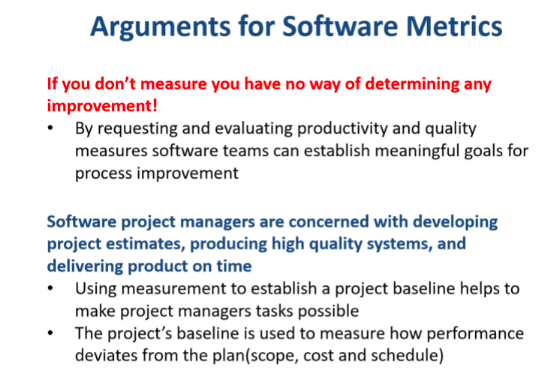 Arguments for Software Metrics
If you don't measure you have no way of determining any
improvement!
• By requesting and evaluating productivity and quality
measures software teams can establish meaningful goals for
process improvement
Software project managers are concerned with developing
project estimates, producing high quality systems, and
delivering product on time
• Using measurement to establish a project baseline helps to
make project managers tasks possible
• The project's baseline is used to measure how performance
deviates from the plan(scope, cost and schedule)